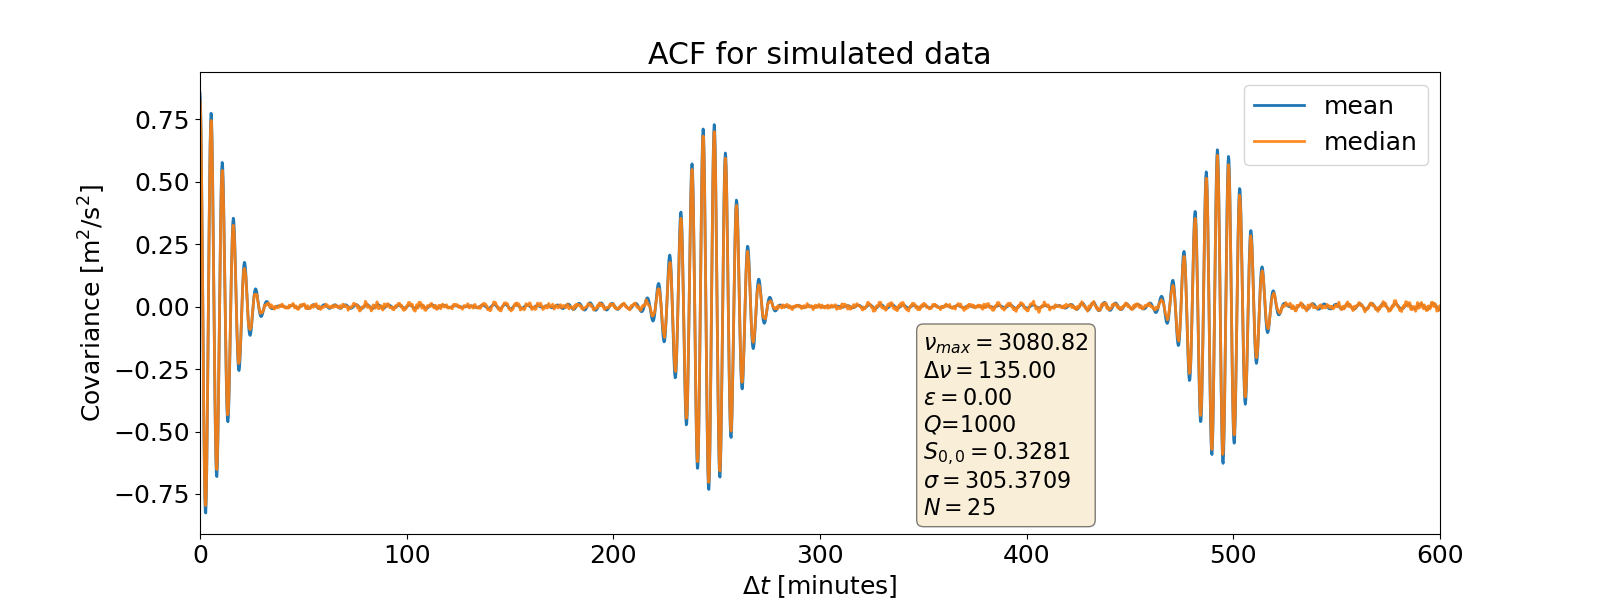 ACF for simulated data
mean
median
Covariance [m²/s²]
0.75
0.50
0.25
0.00
−0.25
−0.50
−0.75
ν_max = 3080.82
Δν = 135.00
ε = 0.00
Q=1000
S_0,0 = 0.3281
σ = 305.3709
N = 25
0 100 200 300 400 500 600
Δt [minutes]